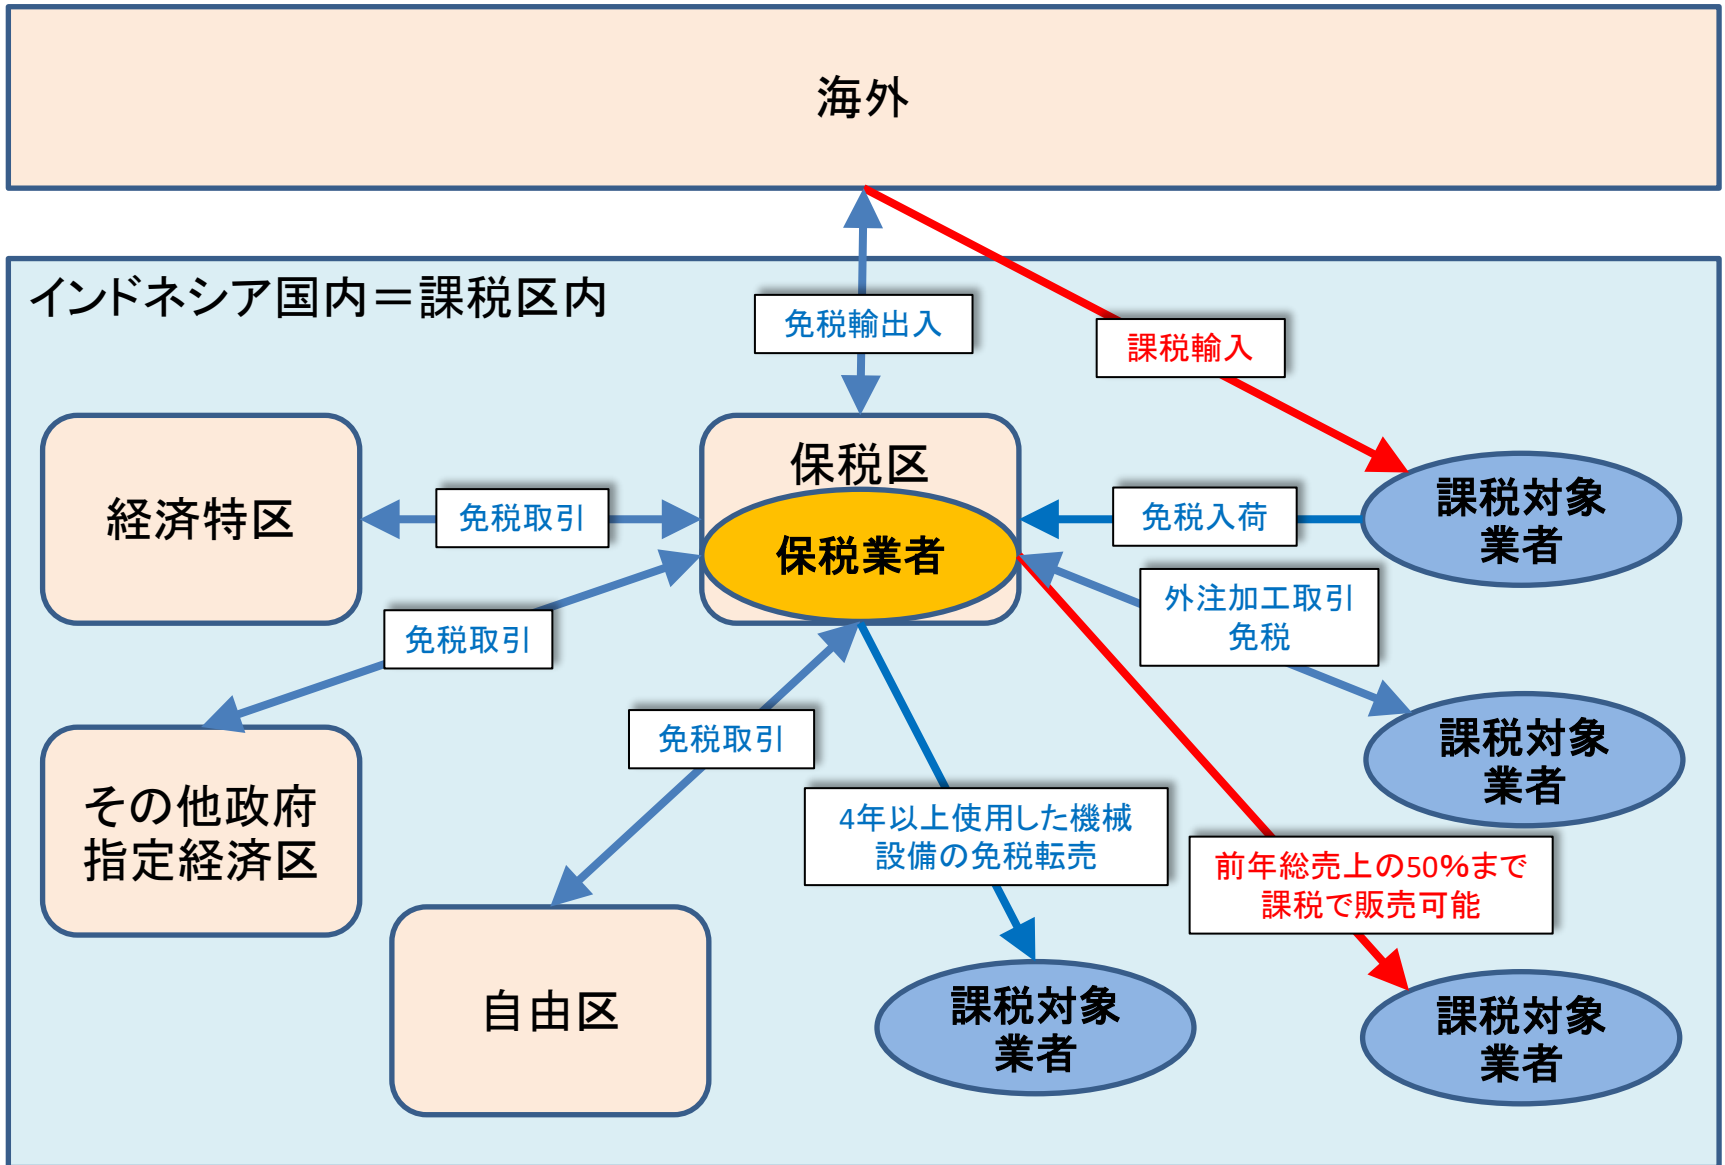 海外
インドネシア国内＝課税区内
免税輸出入
課税輸入
保税区
経済特区
免税取引
保税業者
免税入荷
課税対象
業者
外注加工取引
免税
免税取引
免税取引
課税対象
業者
その他政府
指定経済区
4年以上使用した機械
設備の免税転売
前年総売上の50%まで
課税で販売可能
自由区
課税対象
業者
課税対象
業者